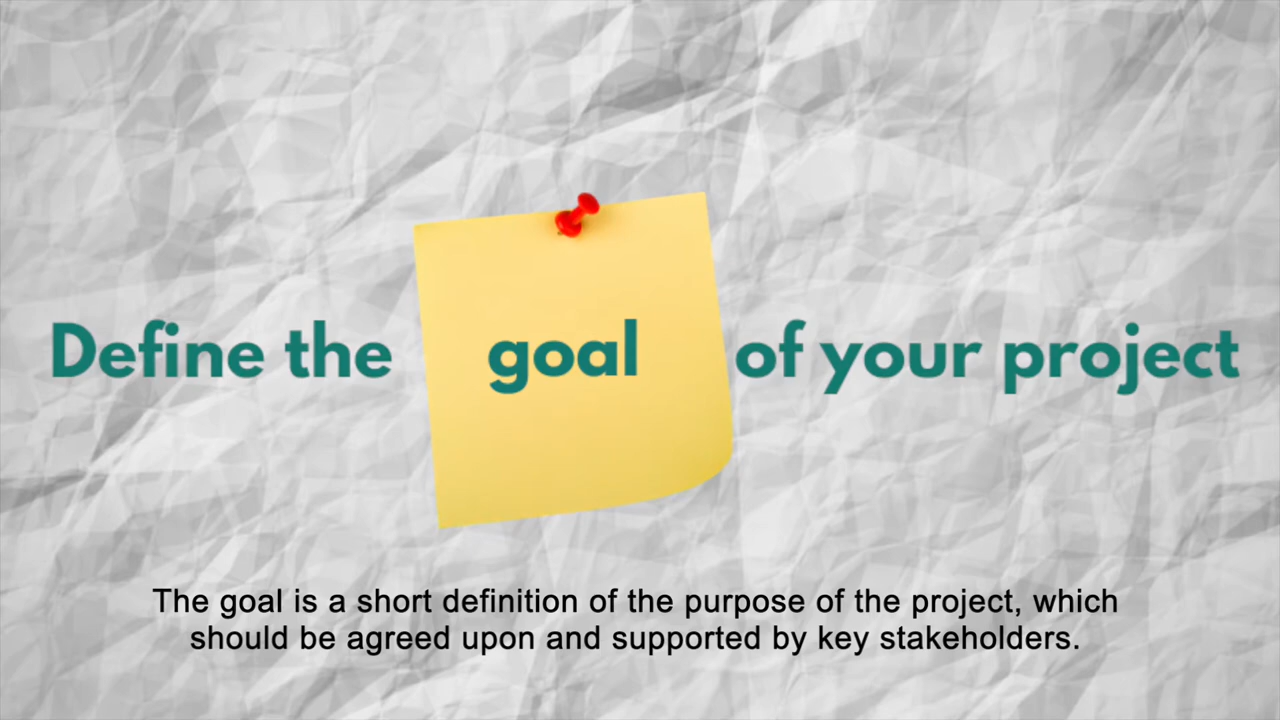 Define the goal of your project
The goal is a short definition of the purpose of the project, which
should be agreed upon and supported by key stakeholders.